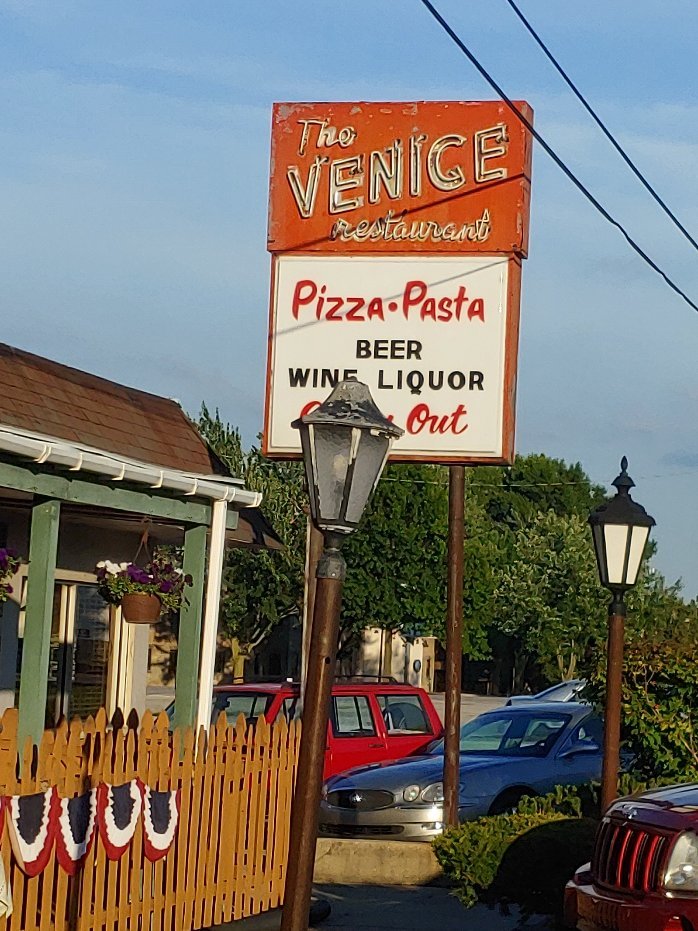 The
VENICE
restaurant
Pizza • Pasta
BEER
WINE LIQUOR
Out